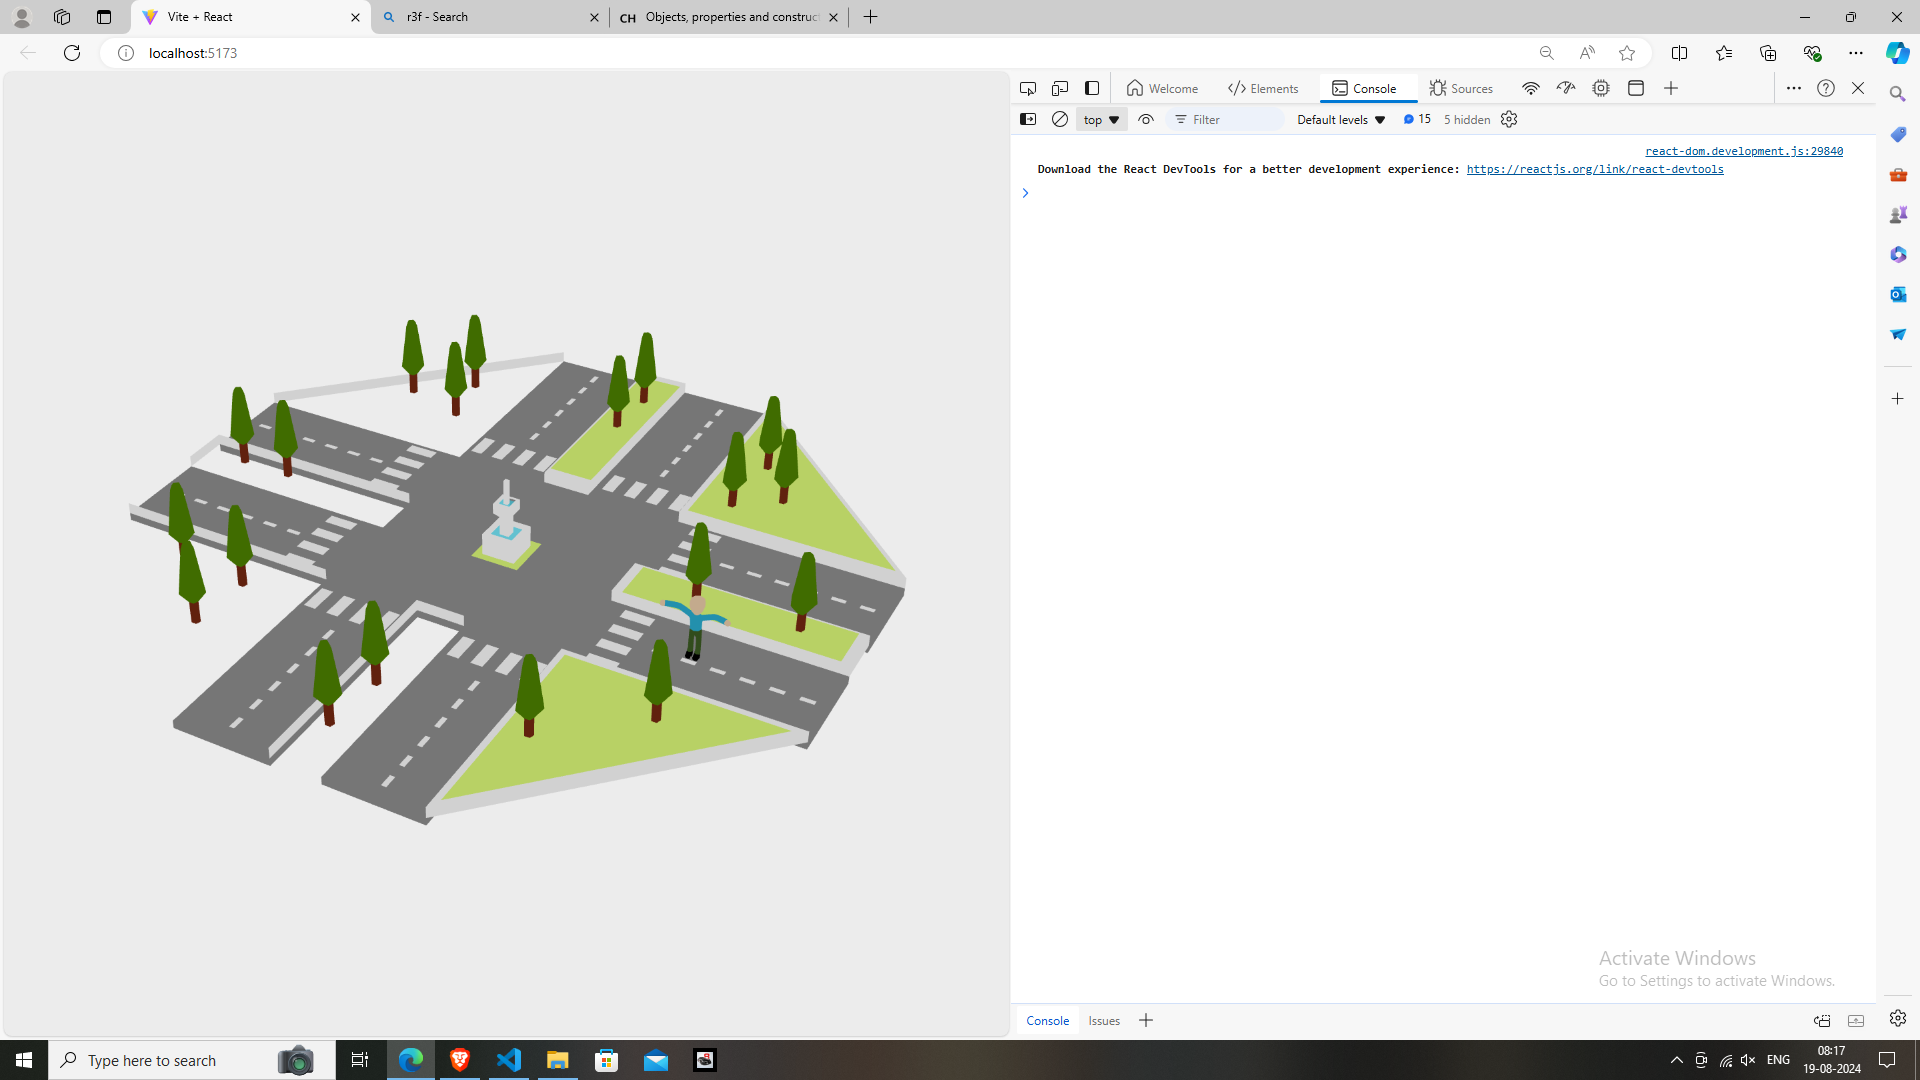 Vite + React
r3f - Search
CH Objects, properties and construct
localhost:5173
Welcome
Elements
Console
Sources
top
Filter
Default levels
15
5 hidden
react-dom.development.js:29840
Download the React DevTools for a better development experience: https://reactjs.org/link/react-devtools
Activate Windows
Go to Settings to activate Windows.
Console
Issues
Type here to search
ENG
08:17
19-08-2024